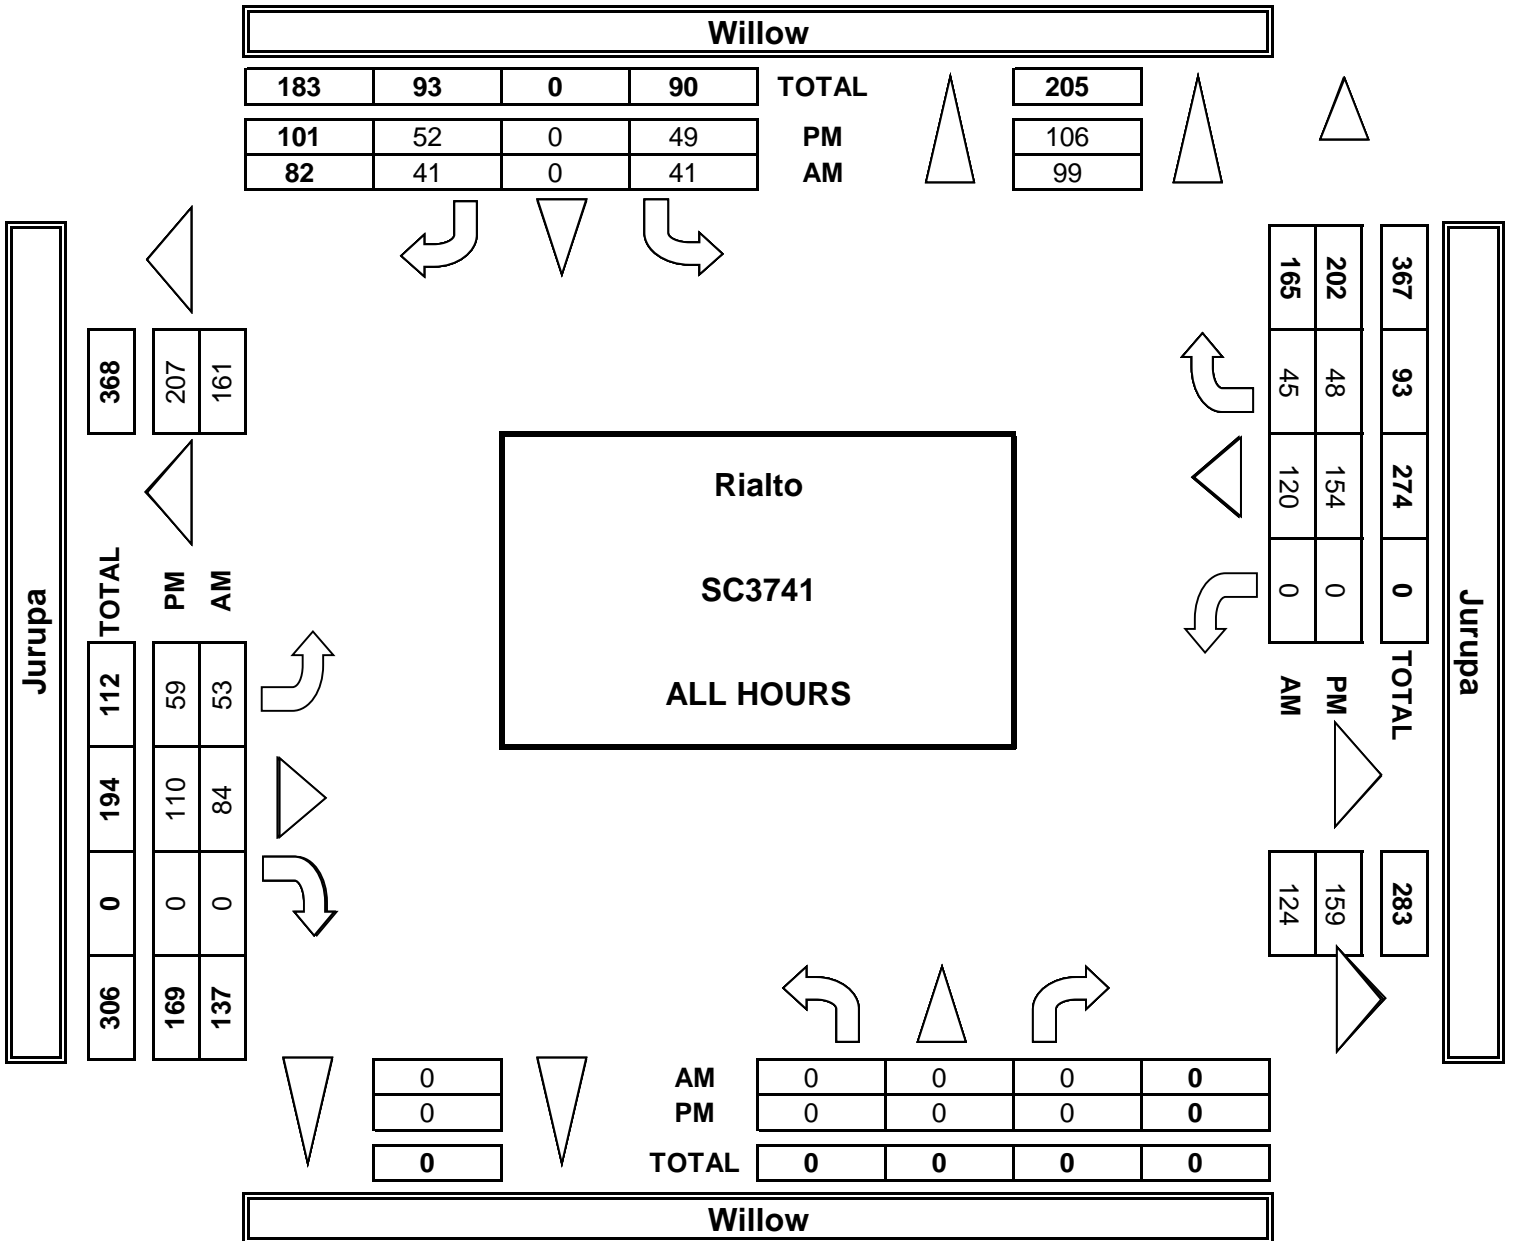 Willow
183 93 0 90 TOTAL 205
101 52 0 49 PM 106
82 41 0 41 AM 99
Jurupa
368 207 161
TOTAL PM AM
112 59 53
194 110 84
0 0 0
306 169 137
Rialto
SC3741
ALL HOURS
165 202 367
45 48 93
120 154 274
0 0 0
AM PM TOTAL
124 159 283
Jurupa
0 AM 0 0 0 0
0 PM 0 0 0 0
0 TOTAL 0 0 0 0
Willow